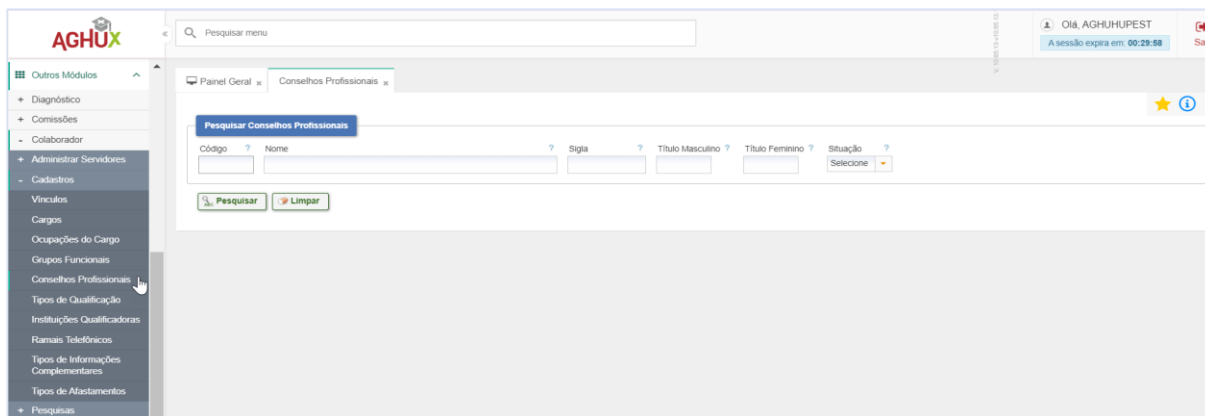 AGHUX
«
Pesquisar menu
Olá, AGHUHUPEST
A sessão expira em: 00:29:58
Sa
Outros Módulos
+ Diagnóstico
+ Comissões
- Colaborador
+ Administrar Servidores
- Cadastros
Vínculos
Cargos
Ocupações do Cargo
Grupos Funcionais
Conselhos Profissionais
Tipos de Qualificação
Instituições Qualificadoras
Ramais Telefônicos
Tipos de Informações
Complementares
Tipos de Afastamentos
+ Pesquisas
Painel Geral x Conselhos Profissionais x
Pesquisar Conselhos Profissionais
Código ? Nome ? Sigla ? Título Masculino ? Título Feminino ? Situação ?
Selecione
Pesquisar Limpar